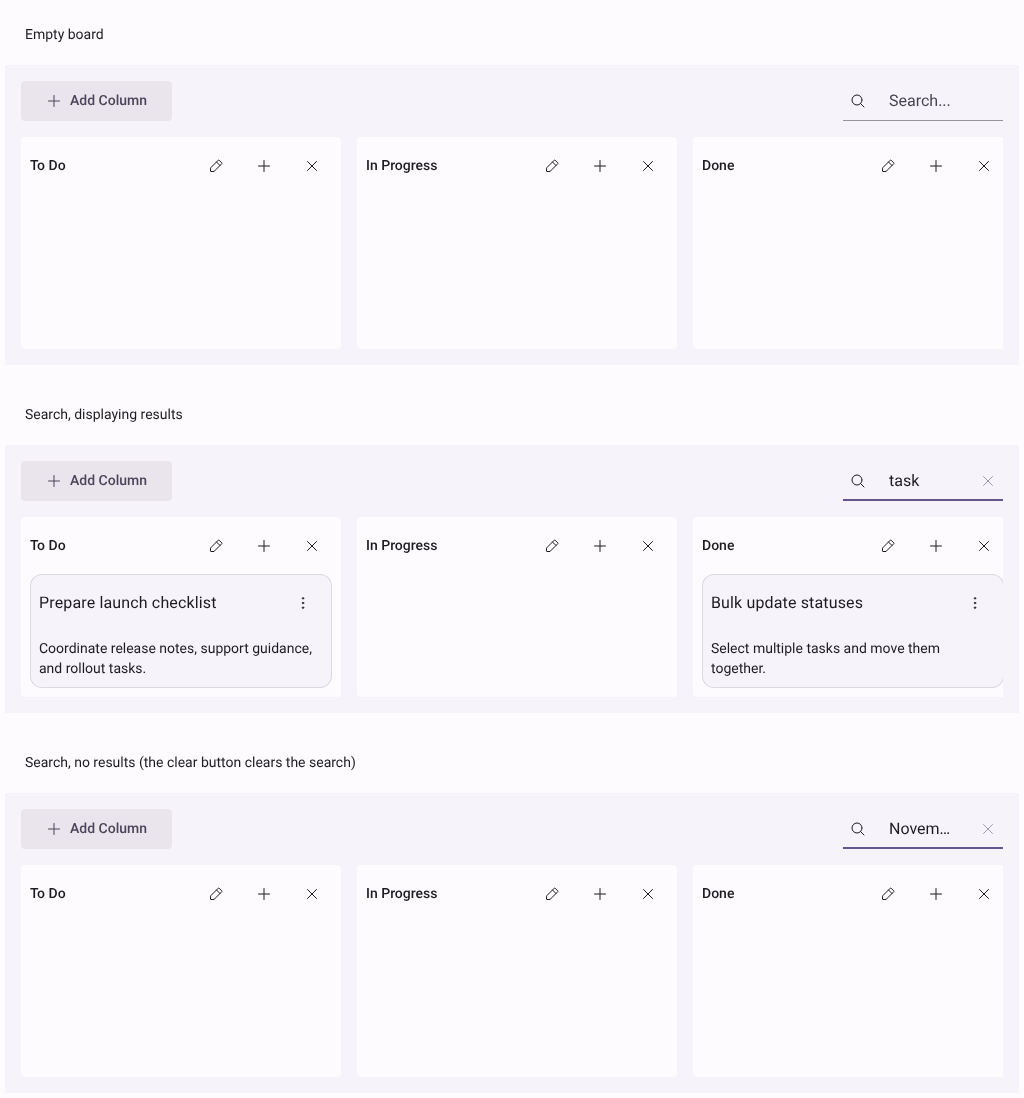 Empty board
Add Column
Search...
To Do
In Progress
Done
Search, displaying results
Add Column
task
To Do
In Progress
Done
Prepare launch checklist
Coordinate release notes, support guidance,
and rollout tasks.
Bulk update statuses
Select multiple tasks and move them
together.
Search, no results (the clear button clears the search)
Add Column
Novem...
To Do
In Progress
Done